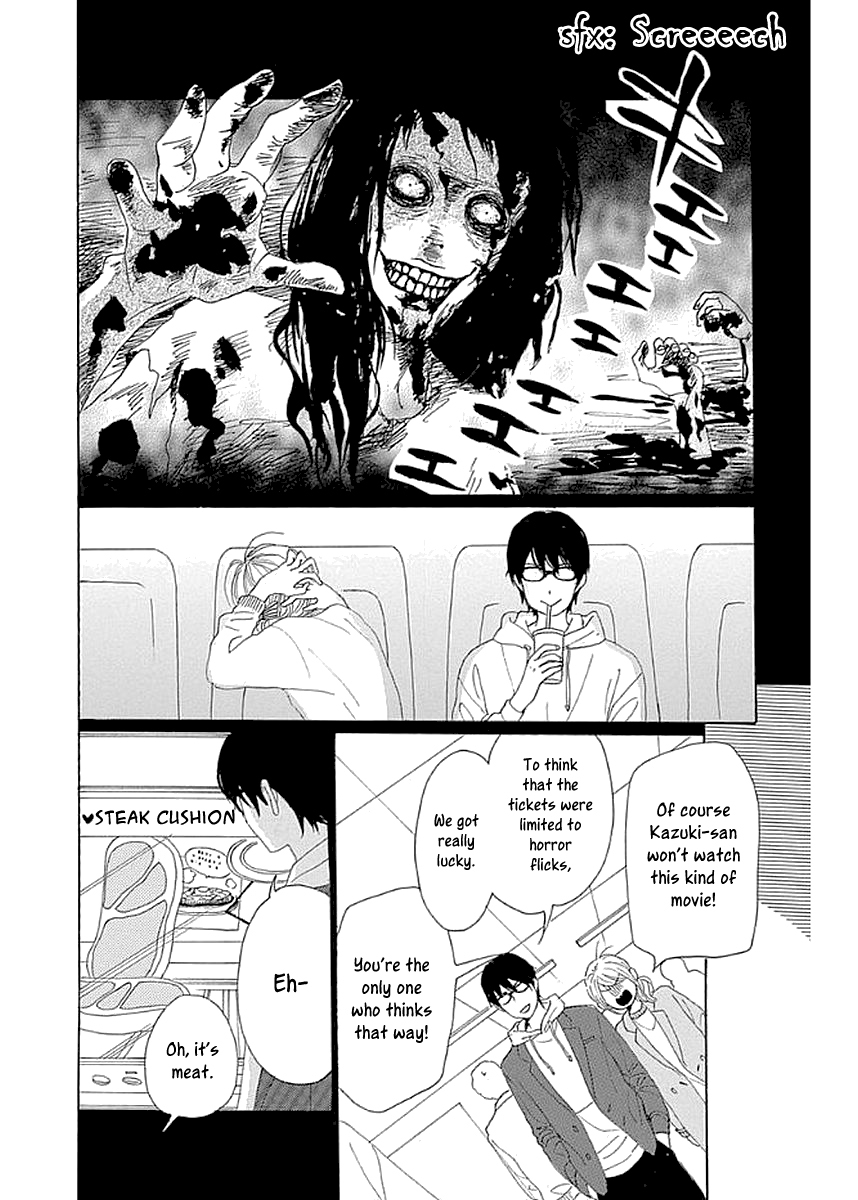 sfx: Screeeech
キ
エ
エ
エ
エ
エ
エ
エ
エ
Of course
Kazuki-san
won't watch
this kind of
movie!
To think
that the
tickets were
limited to
horror
flicks,
We got
really
lucky.
You're the
only one
who thinks
that way!
♥STEAK CUSHION
Eh-
Oh, it's
meat.